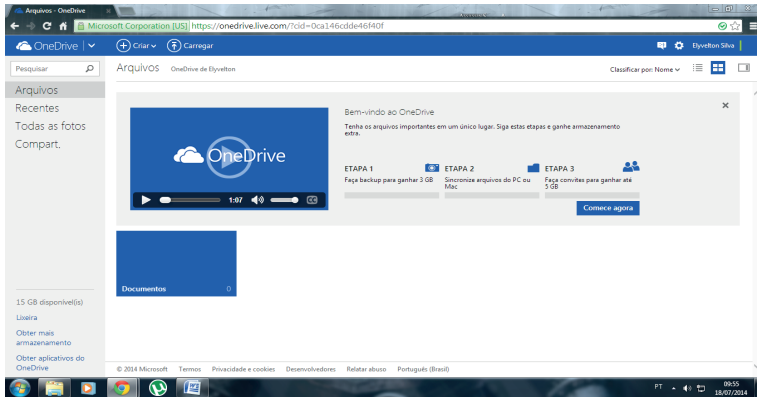 Arquivos - OneDrive
Microsoft Corporation [US] https://onedrive.live.com/?cid=0ca146cdde46f40f
OneDrive Criar Carregar Elyvelton Silva
Pesquisar Arquivos OneDrive de Elyvelton Classificar por: Nome
Arquivos
Recentes
Todas as fotos
Compart.
OneDrive
1:07
CC
Bem-vindo ao OneDrive
Tenha os arquivos importantes em um único lugar. Siga estas etapas e ganhe armazenamento
extra.
ETAPA 1
Faça backup para ganhar 3 GB
ETAPA 2
Sincronize arquivos do PC ou
Mac
ETAPA 3
Faça convites para ganhar até
5 GB
Comece agora
Documentos 0
15 GB disponível(is)
Lixeira
Obter mais
armazenamento
Obter aplicativos do
OneDrive
© 2014 Microsoft Termos Privacidade e cookies Desenvolvedores Relatar abuso Português (Brasil)
PT 09:55
18/07/2014